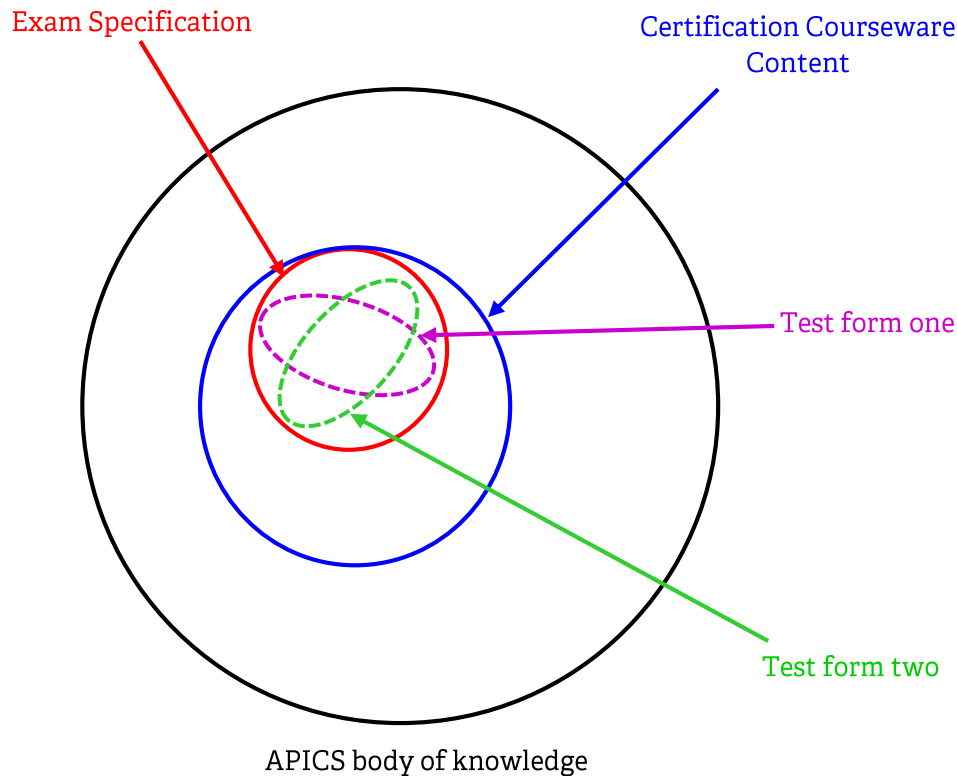 Exam Specification
Certification Courseware
Content
Test form one
Test form two
APICS body of knowledge